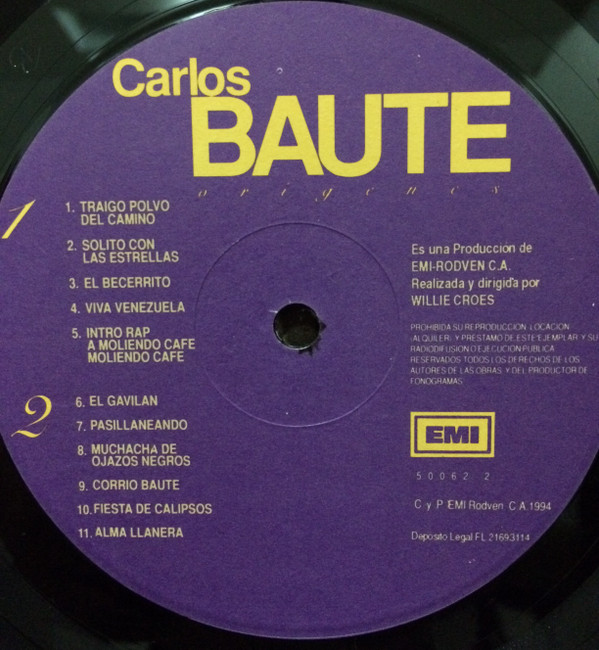 Carlos
BAUTE
origenes
1
1. TRAIGO POLVO
DEL CAMINO
2. SOLITO CON
LAS ESTRELLAS
3. EL BECERRITO
4. VIVA VENEZUELA
5. INTRO RAP
A MOLIENDO CAFE
MOLIENDO CAFE
2
6. EL GAVILAN
7. PASILLANEANDO
8. MUCHACHA DE
OJAZOS NEGROS
9. CORRIO BAUTE
10. FIESTA DE CALIPSOS
11. ALMA LLANERA
Es una Producción de
EMI-RODVEN C.A.
Realizada y dirigida por
WILLIE CROES
PROHIBIDA SU REPRODUCCION, LOCACION
(ALQUILER) Y PRESTAMO DE ESTE EJEMPLAR Y SU
RADIODIFUSION O EJECUCION PUBLICA
RESERVADOS TODOS LOS DERECHOS DE LOS
AUTORES DE LAS OBRAS, Y DEL PRODUCTOR DE
FONOGRAMAS
EMI
50062 2
C y P EMI Rodven C.A. 1994
Deposito Legal FL 21693114